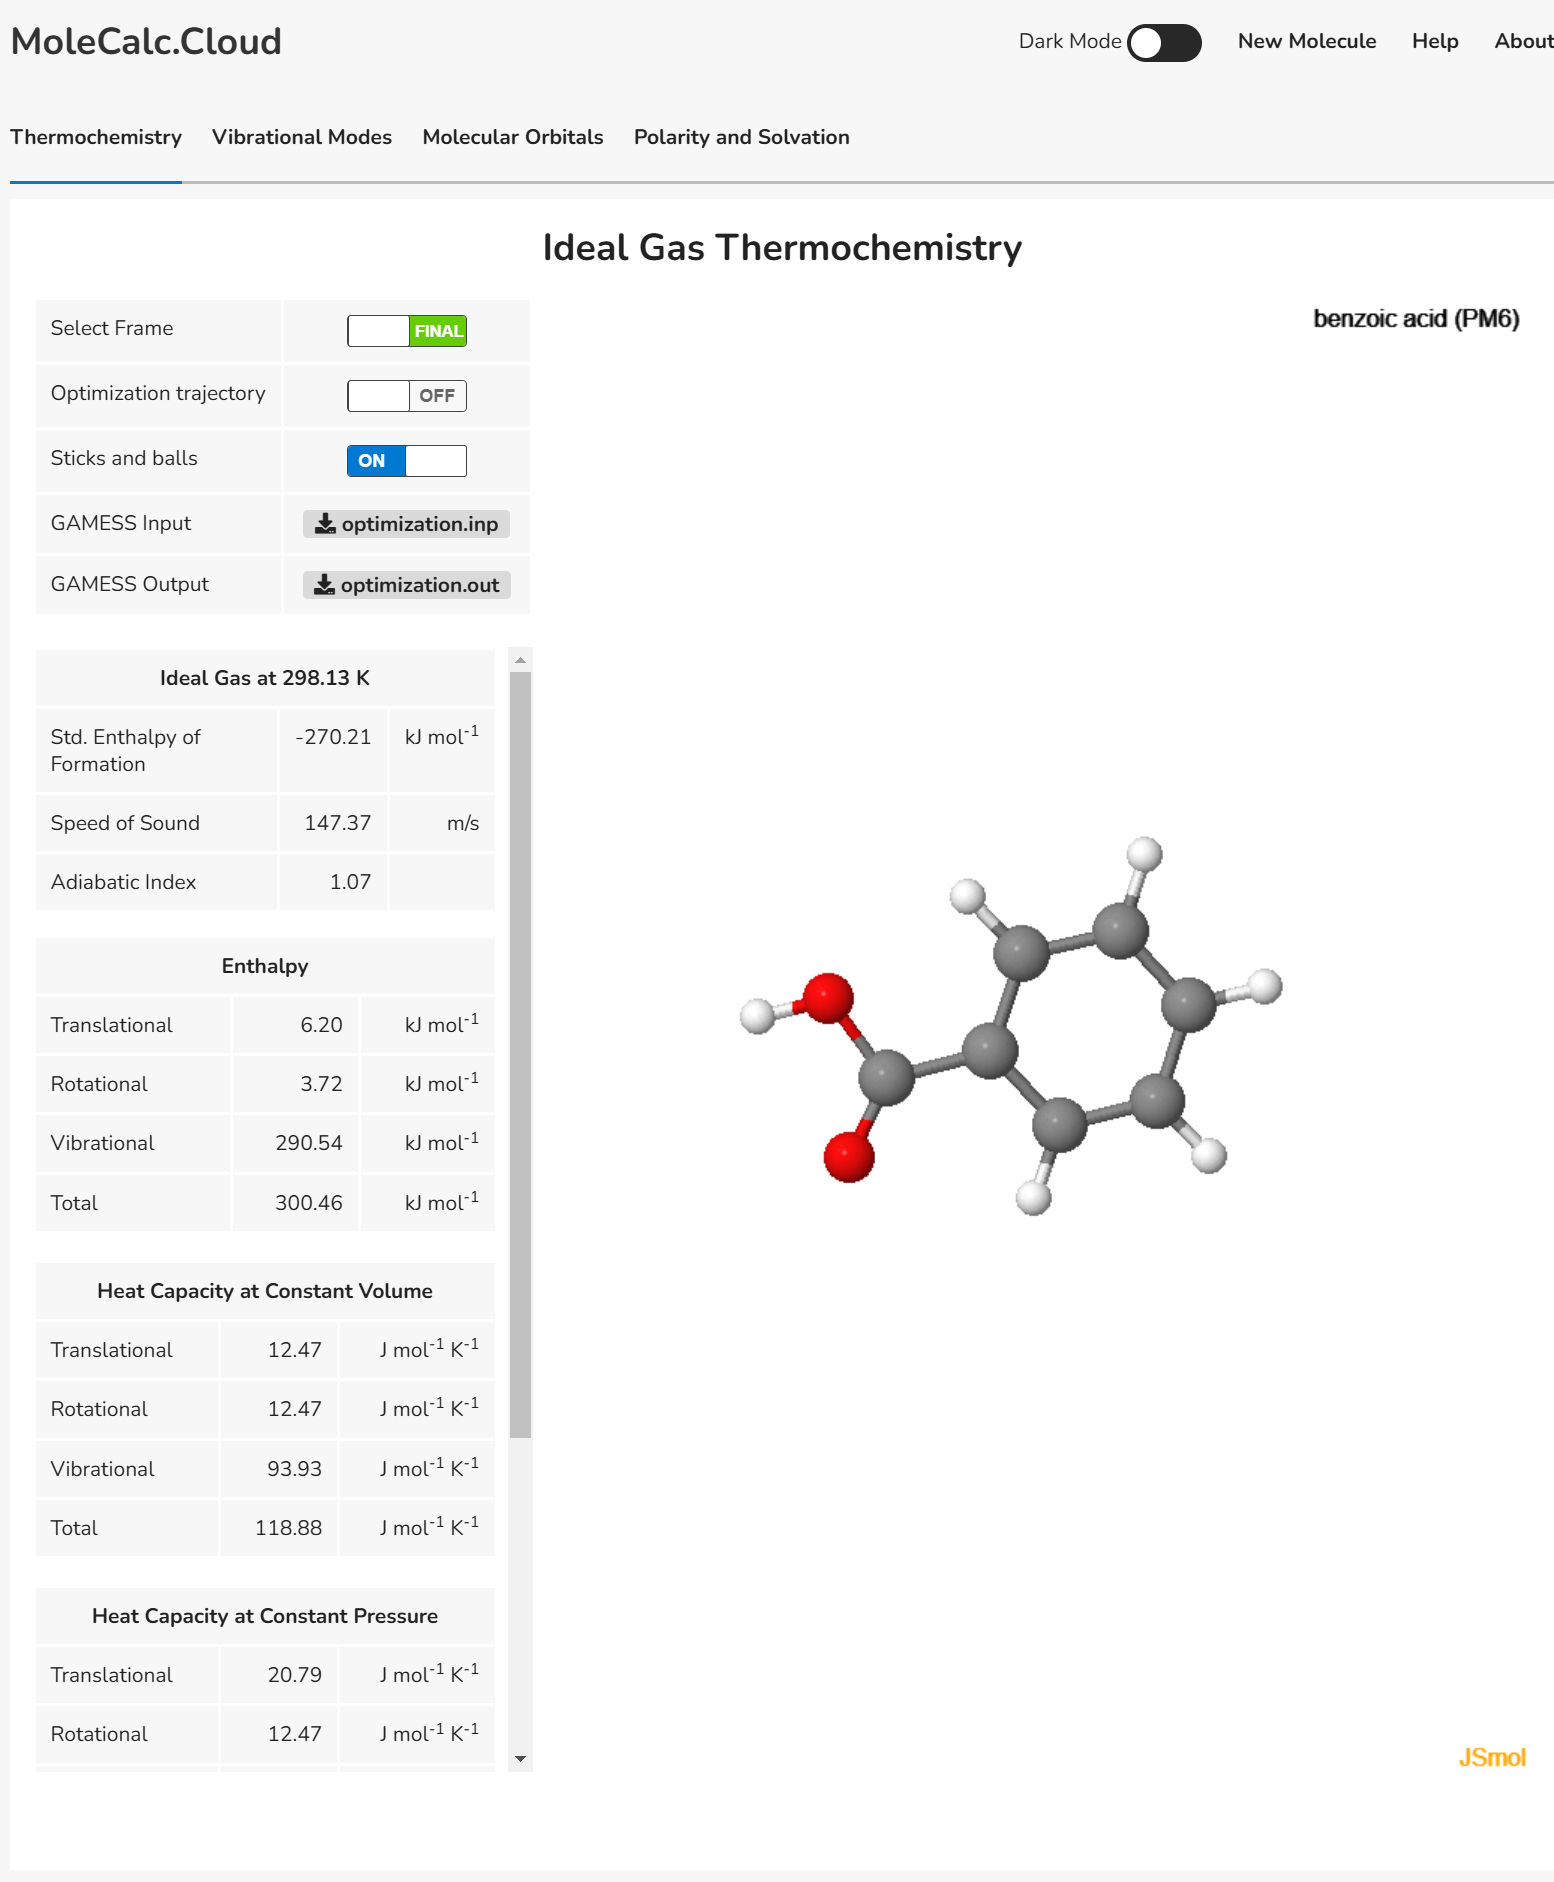 MoleCalc.Cloud
Dark Mode New Molecule Help About
Thermochemistry Vibrational Modes Molecular Orbitals Polarity and Solvation
Ideal Gas Thermochemistry
benzoic acid (PM6)
Select Frame FINAL
Optimization trajectory OFF
Sticks and balls ON
GAMESS Input optimization.inp
GAMESS Output optimization.out
Ideal Gas at 298.13 K
Std. Enthalpy of Formation -270.21 kJ mol⁻¹
Speed of Sound 147.37 m/s
Adiabatic Index 1.07
Enthalpy
Translational 6.20 kJ mol⁻¹
Rotational 3.72 kJ mol⁻¹
Vibrational 290.54 kJ mol⁻¹
Total 300.46 kJ mol⁻¹
Heat Capacity at Constant Volume
Translational 12.47 J mol⁻¹ K⁻¹
Rotational 12.47 J mol⁻¹ K⁻¹
Vibrational 93.93 J mol⁻¹ K⁻¹
Total 118.88 J mol⁻¹ K⁻¹
Heat Capacity at Constant Pressure
Translational 20.79 J mol⁻¹ K⁻¹
Rotational 12.47 J mol⁻¹ K⁻¹
JSmol